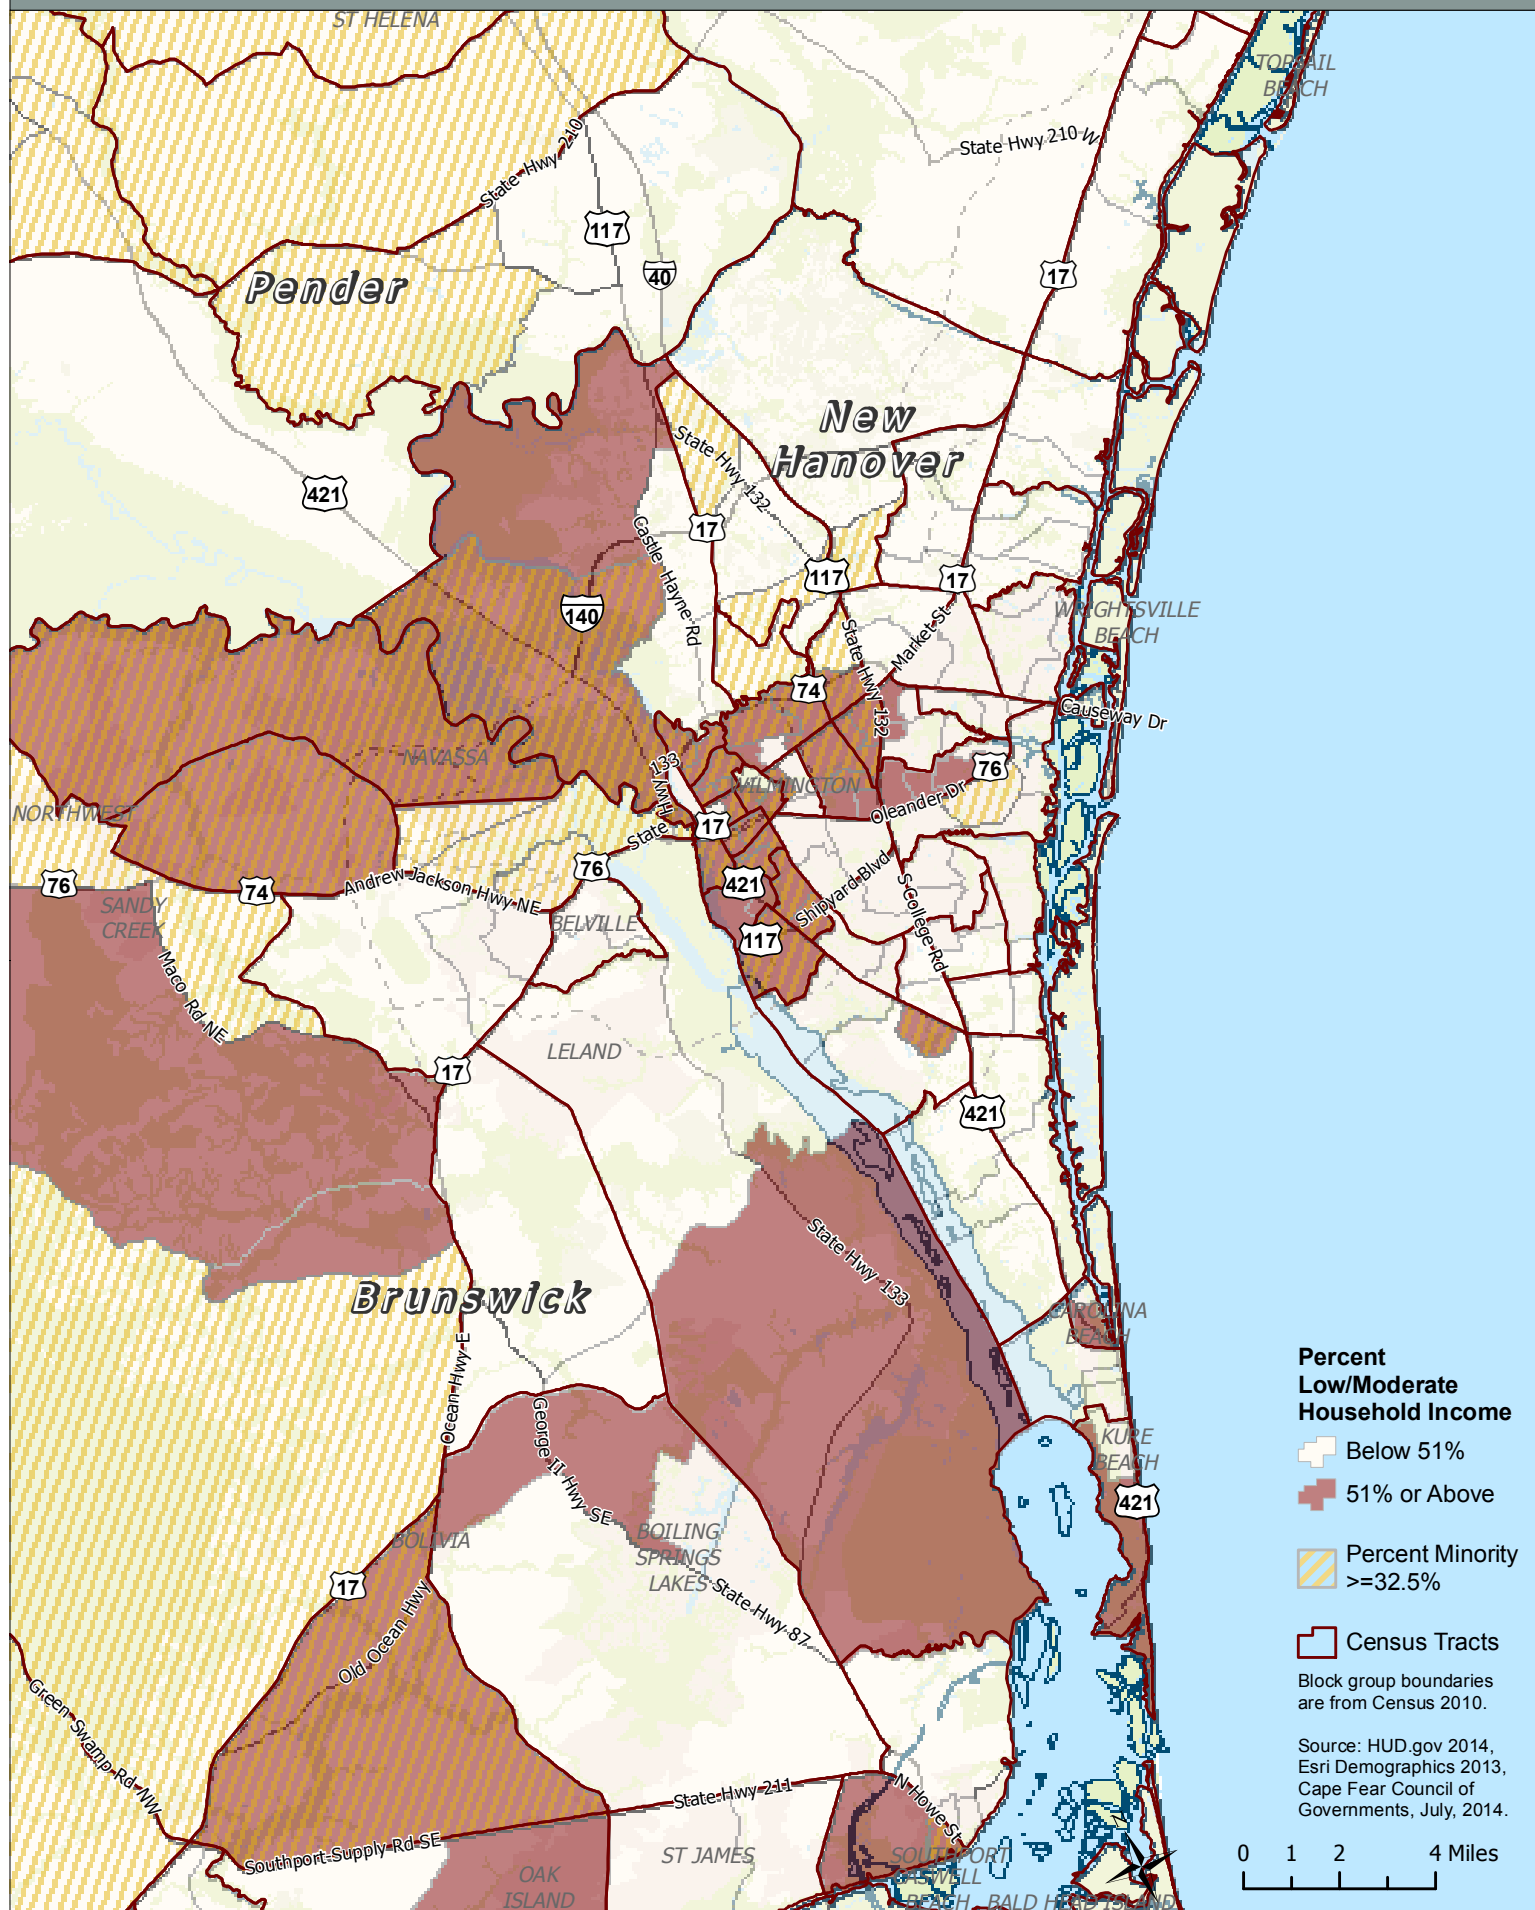 ST HELENA
TOPSAIL
BEACH
State Hwy 210 W
State Hwy 210
117
40
17
Pender
New
Hanover
421
State Hwy 132
17
Castle Hayne Rd
117
17
140
WRIGHTSVILLE
BEACH
Market St
State Hwy 132
74
Causeway Dr
NAVASSA
133
State Hwy
WILMINGTON
76
Oleander Dr
NORTHWEST
17
76
76
74
Andrew Jackson Hwy NE
421
Shipyard Blvd
S College Rd
SANDY
CREEK
BELVILLE
117
Maco Rd NE
LELAND
17
421
State Hwy 133
Brunswick
CAROLINA
BEACH
Ocean Hwy E
George II Hwy SE
KURE
BEACH
421
BOLIVIA
BOILING
SPRINGS
LAKES
17
Old Ocean Hwy
State Hwy 87
Green Swamp Rd NW
State Hwy 211
N Howe St
Southport-Supply Rd SE
OAK
ISLAND
ST JAMES
SOUTHPORT
CASWELL
BEACH
BALD HEAD ISLAND
Percent
Low/Moderate
Household Income
Below 51%
51% or Above
Percent Minority
>=32.5%
Census Tracts
Block group boundaries
are from Census 2010.
Source: HUD.gov 2014,
Esri Demographics 2013,
Cape Fear Council of
Governments, July, 2014.
0 1 2 4 Miles